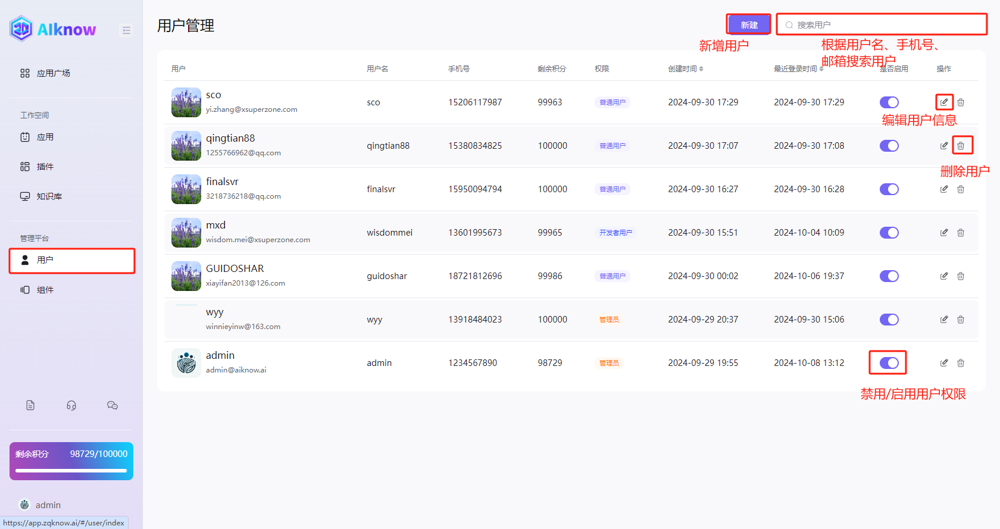 AIknow
应用广场
工作空间
应用
插件
知识库
管理平台
用户
组件
剩余积分 98729/100000
admin
https://app.zqknow.ai/#/user/index
用户管理
新建
搜索用户
新增用户
根据用户名、手机号、
邮箱搜索用户
用户 用户名 手机号 剩余积分 权限 创建时间 最近登录时间 是否启用 操作
sco
yi.zhang@xsuperzone.com
sco 15206117987 99963 普通用户 2024-09-30 17:29 2024-09-30 17:29
编辑用户信息
qingtian88
1255766962@qq.com
qingtian88 15380834825 100000 普通用户 2024-09-30 17:07 2024-09-30 17:08
删除用户
finalsvr
3218736218@qq.com
finalsvr 15950094794 100000 普通用户 2024-09-30 16:27 2024-09-30 16:28
mxd
wisdom.mei@xsuperzone.com
wisdommei 13601995673 99965 开发者用户 2024-09-30 15:51 2024-10-04 10:09
GUIDOSHAR
xiayifan2013@126.com
guidoshar 18721812696 99986 普通用户 2024-09-30 00:02 2024-10-06 19:37
wyy
winnieyinw@163.com
wyy 13918484023 100000 管理员 2024-09-29 20:37 2024-09-30 15:06
admin
admin@aiknow.ai
admin 1234567890 98729 管理员 2024-09-29 19:55 2024-10-08 13:12
禁用/启用用户权限